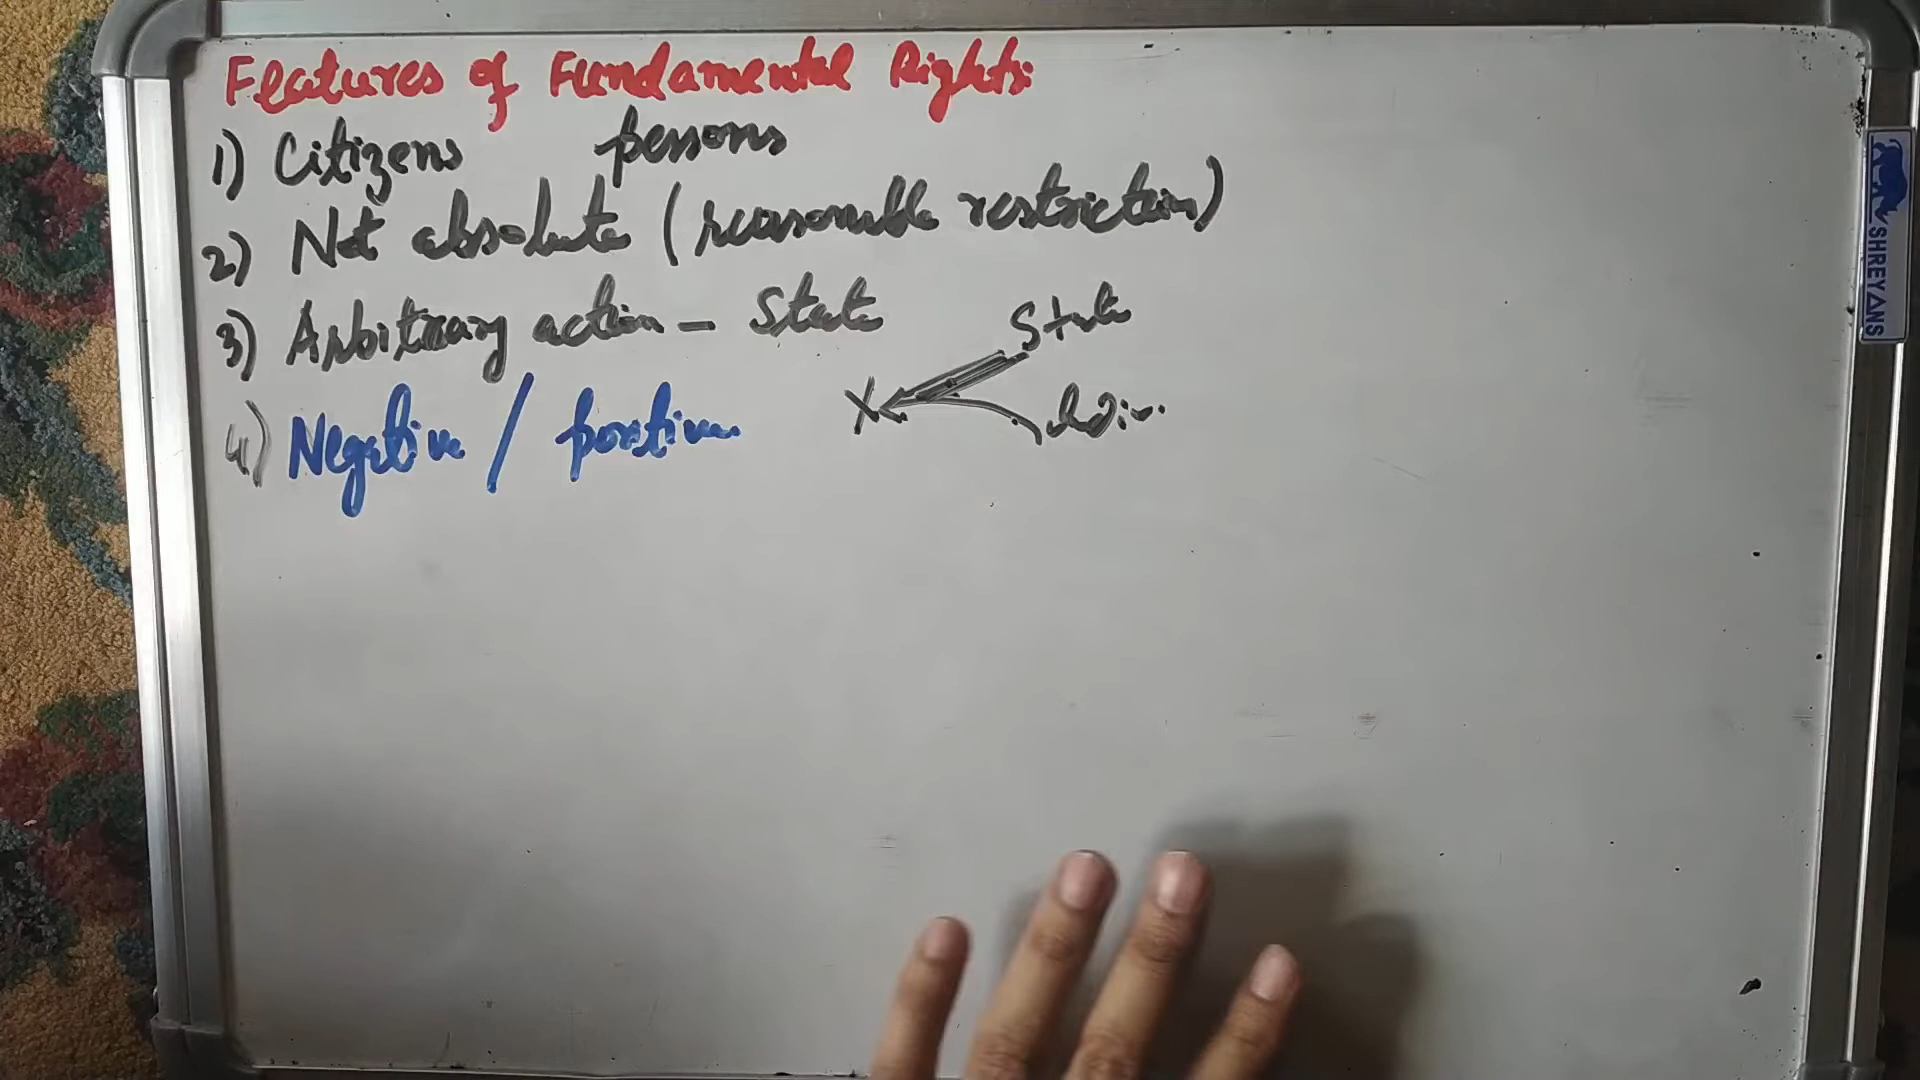 Features of Fundamental Rights:
1) Citizens persons
2) Not absolute (reasonable restriction)
3) Arbitrary action - State
State
X
Indiv.
4) Negative / positive
SHREYANS